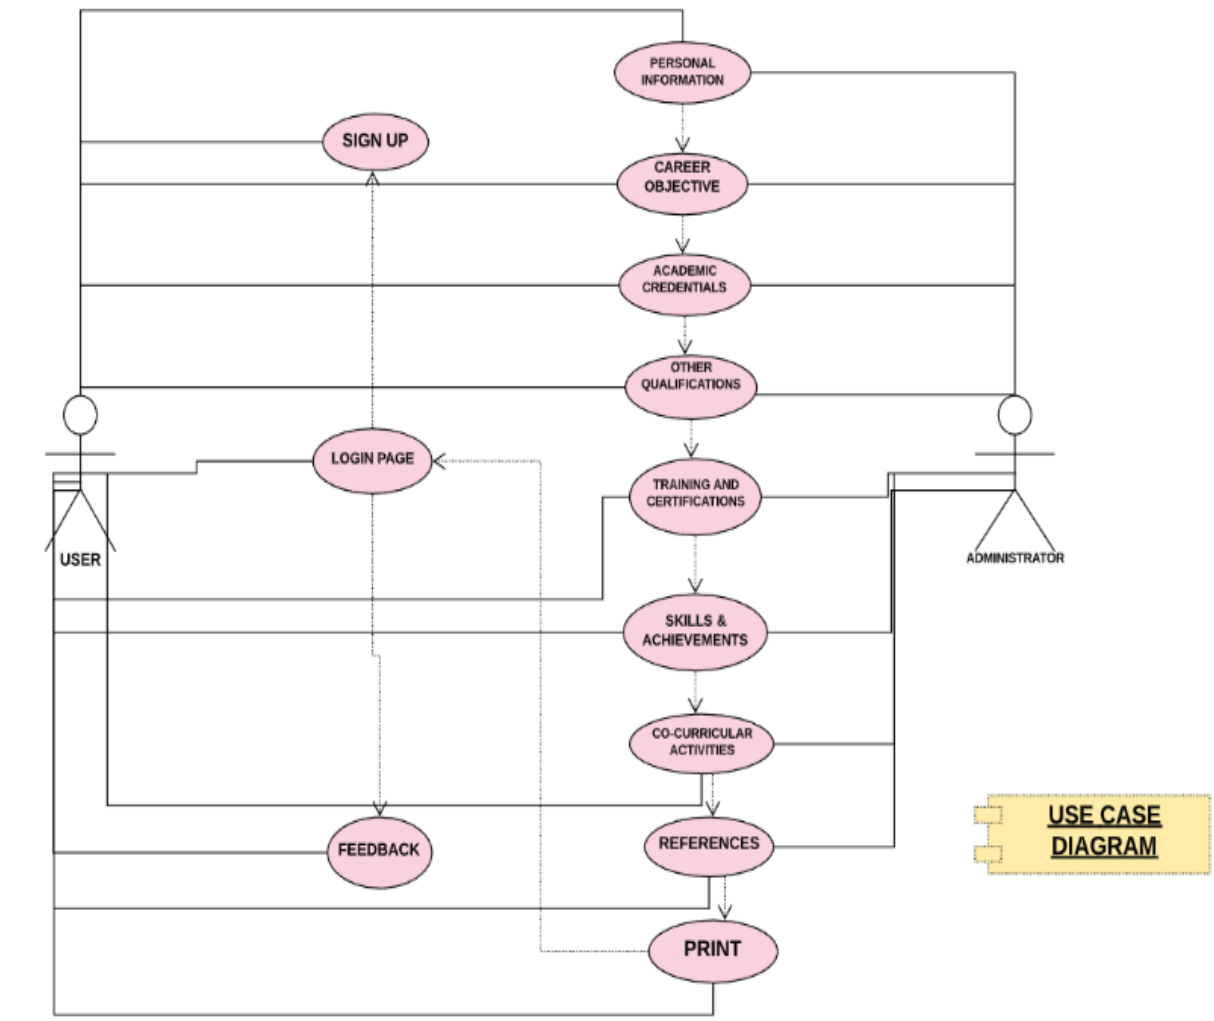 PERSONAL
INFORMATION
SIGN UP
CAREER
OBJECTIVE
ACADEMIC
CREDENTIALS
OTHER
QUALIFICATIONS
LOGIN PAGE
TRAINING AND
CERTIFICATIONS
USER
ADMINISTRATOR
SKILLS &
ACHIEVEMENTS
CO-CURRICULAR
ACTIVITIES
USE CASE
DIAGRAM
FEEDBACK
REFERENCES
PRINT